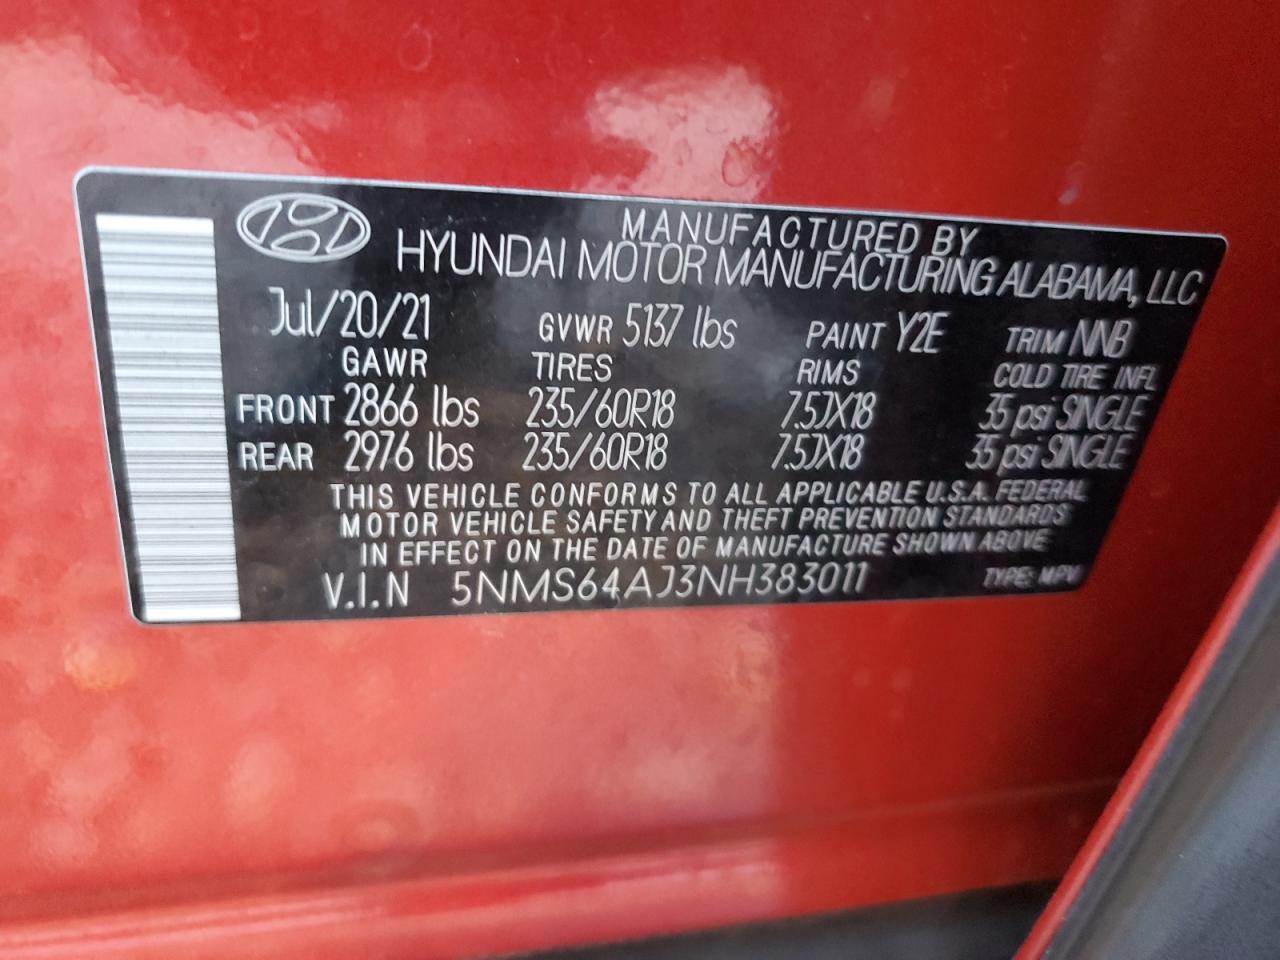 MANUFACTURED BY
HYUNDAI MOTOR MANUFACTURING ALABAMA, LLC
Jul/20/21 GVWR 5137 lbs PAINT Y2E TRIM NNB
GAWR TIRES RIMS COLD TIRE INFL
FRONT 2866 lbs 235/60R18 7.5JX18 35 psi SINGLE
REAR 2976 lbs 235/60R18 7.5JX18 35 psi SINGLE
THIS VEHICLE CONFORMS TO ALL APPLICABLE U.S.A. FEDERAL
MOTOR VEHICLE SAFETY AND THEFT PREVENTION STANDARDS
IN EFFECT ON THE DATE OF MANUFACTURE SHOWN ABOVE
V.I.N 5NMS64AJ3NH383011 TYPE: MPV